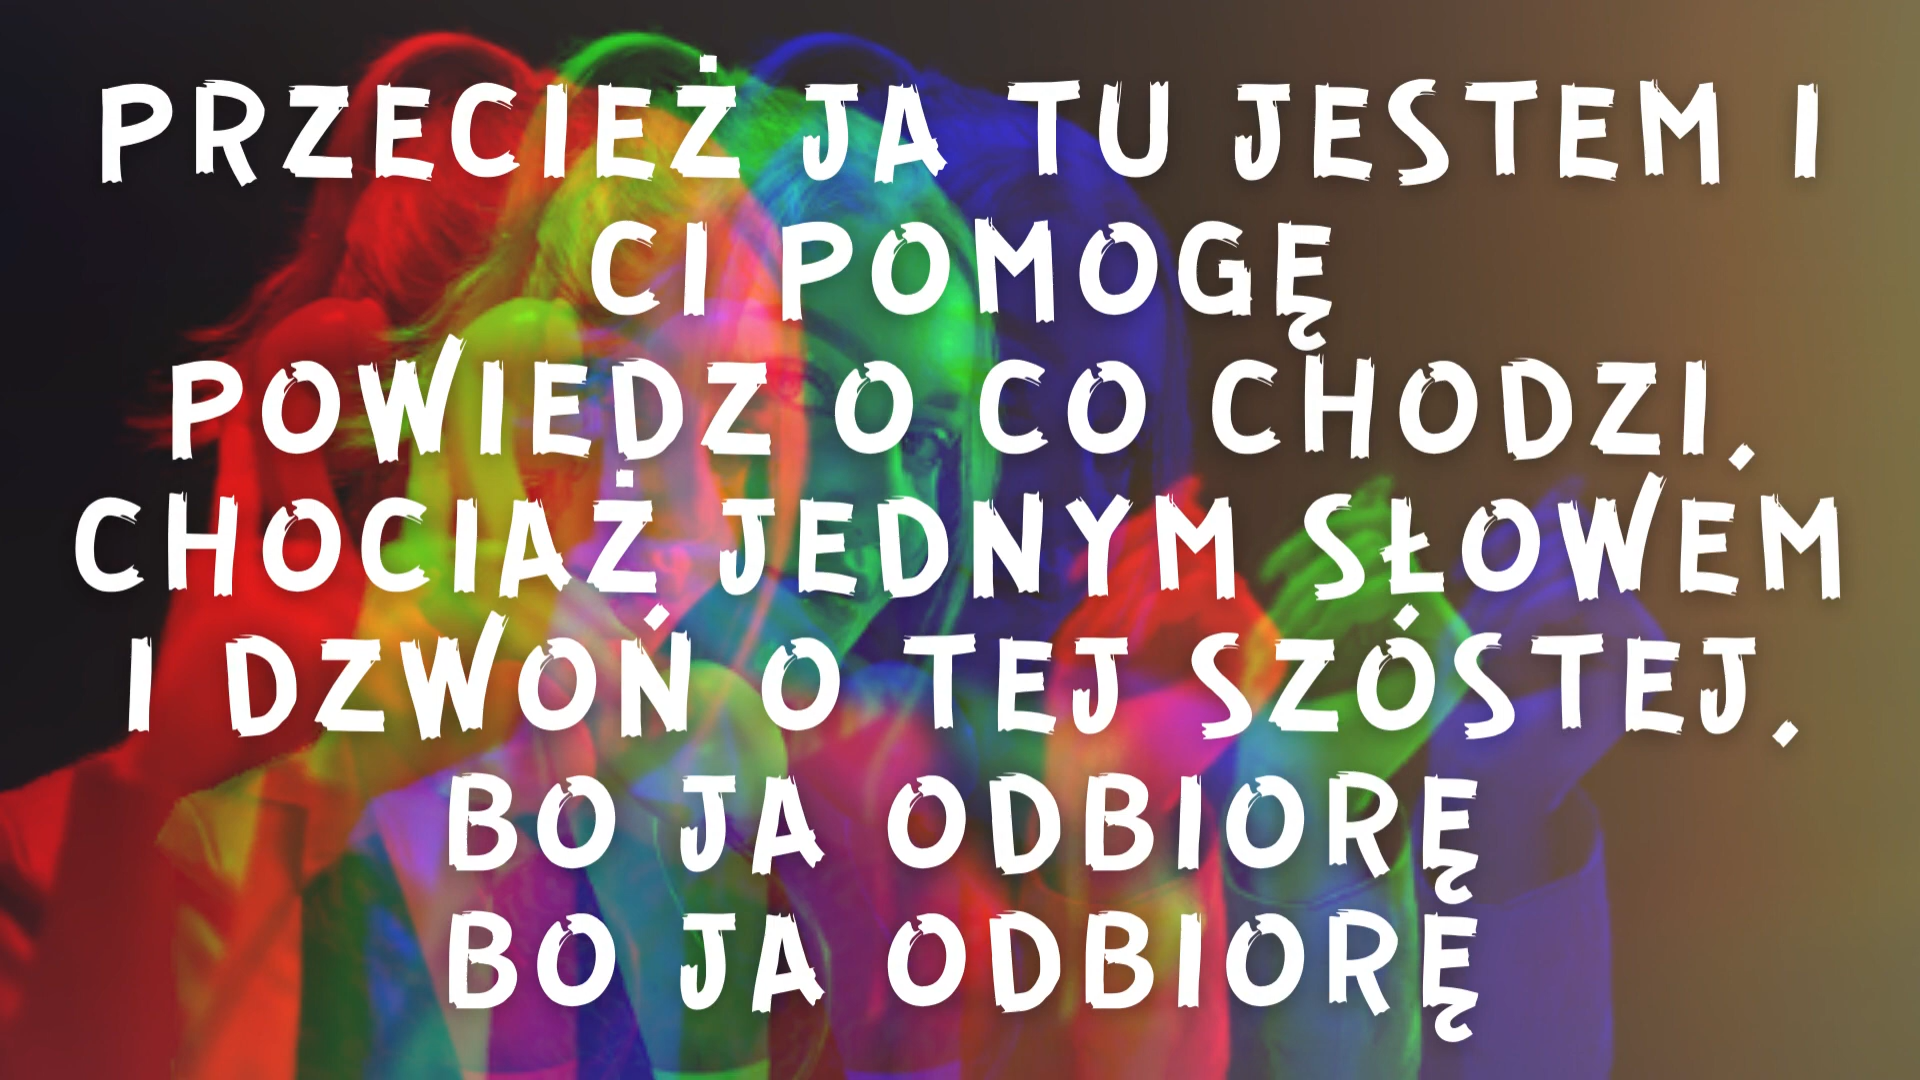 PRZECIEŻ JA TU JESTEM I
CI POMOGĘ
POWIEDZ O CO CHODZI,
CHOCIAŻ JEDNYM SŁOWEM
I DZWOŃ O TEJ SZÓSTEJ,
BO JA ODBIORĘ
BO JA ODBIORĘ